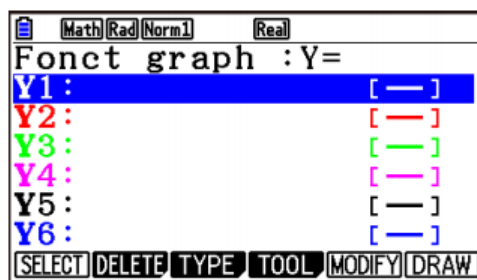 Math Rad Norm1 Real
Fonct graph :Y=
Y1: [—]
Y2: [—]
Y3: [—]
Y4: [—]
Y5: [—]
Y6: [—]
SELECT DELETE TYPE TOOL MODIFY DRAW